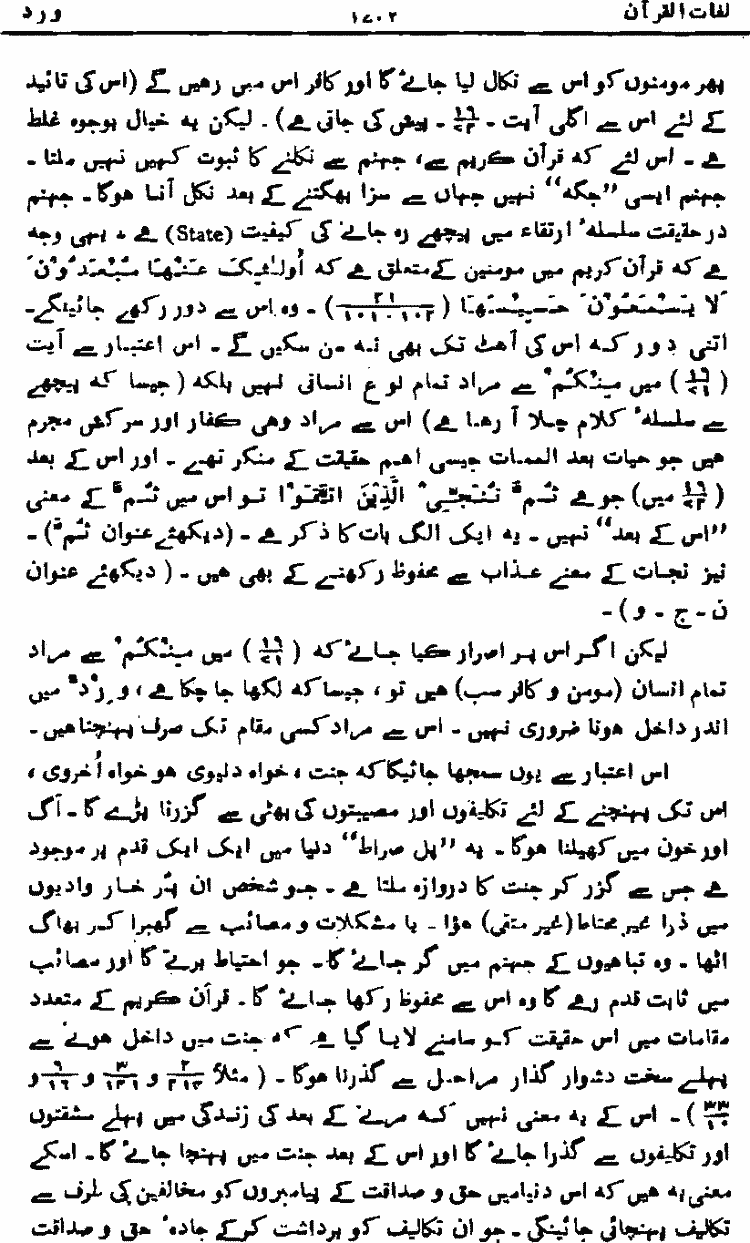 لغات القرآن ۱۷۰۲ و ر د
پھر مومنوں کو اس سے نکال لیا جائے گا اور کافر اس میں رہیں گے (اس کی تائید
کے لئے اس سے اگلی آیت - ۱۹/۷۲ - پیش کی جاتی ہے) - لیکن یہ خیال بوجوہ غلط
ہے - اس لئے کہ قرآن کریم سے، جہنم سے نکلنے کا ثبوت کہیں نہیں ملتا -
جہنم ایسی ”جگہ“ نہیں جہاں سے سزا بھگتنے کے بعد نکل آنا ہوگا - جہنم
در حقیقت سلسلہٴ ارتقاء میں پیچھے رہ جانے کی کیفیت (State) ہے - یہی وجہ
ہے کہ قرآن کریم میں مومنین کے متعلق ہے کہ أُولٰئِکَ عَنْہَا مُبْعَدُوْنَ
لَا یَسْمَعُوْنَ حَسِیْسَہَا (۲۱/۱۰۱-۱۰۲) - وہ اس سے دور رکھے جائینگے-
اتنی دور کہ اس کی آہٹ تک بھی نہ سن سکیں گے - اس اعتبار سے آیت
(۱۹/۷۱) میں مِنْکُمْ سے مراد تمام نوع انسانی نہیں بلکہ (جیسا کہ پیچھے
سے سلسلہٴ کلام چلا آ رہا ہے) اس سے مراد وہی کفار اور سرکش مجرم
ہیں جو حیات بعد الممات جیسی اہم حقیقت کے منکر تھے - اور اس کے بعد
(۱۹/۷۲ میں) جو ہے ثُمَّ نُنَجِّی الَّذِیْنَ اتَّقَوْا تو اس میں ثُمَّ کے معنی
”اس کے بعد“ نہیں - یہ ایک الگ بات کا ذکر ہے - (دیکھئے عنوان ثُمَّ) -
نیز نجات کے معنے عذاب سے محفوظ رکھنے کے بھی ہیں - (دیکھئے عنوان
ن - ج - و) -
لیکن اگر اس پر اصرار کیا جائے کہ (۱۹/۷۱) میں مِنْکُمْ سے مراد
تمام انسان (مومن و کافر سب) ہیں تو، جیسا کہ لکھا جا چکا ہے، وِرْدٌ میں
اندر داخل ہونا ضروری نہیں - اس سے مراد کسی مقام تک صرف پہنچنا ہیں -
اس اعتبار سے یوں سمجھا جائیگا کہ جنت، خواہ دنیوی ہو خواہ اُخروی،
اس تک پہنچنے کے لئے تکلیفوں اور مصیبتوں کی بھٹی سے گزرنا پڑے گا - آگ
اور خون میں کھیلنا ہوگا - یہ ”پل صراط“ دنیا میں ایک ایک قدم پر موجود
ہے جس سے گزر کر جنت کا دروازہ ملتا ہے - جو شخص ان پُر خار وادیوں
میں ذرا غیر محتاط (غیر متقی) ہؤا - یا مشکلات و مصائب سے گھبرا کر بھاگ
اٹھا - وہ تباہیوں کے جہنم میں گر جائے گا - جو احتیاط برتے گا اور مصائب
میں ثابت قدم رہے گا وہ اس سے محفوظ رکھا جائے گا - قرآن کریم کے متعدد
مقامات میں اس حقیقت کو سامنے لایا گیا ہے کہ جنت میں داخل ہونے سے
پہلے سخت دشوار گذار مراحل سے گذرنا ہوگا - (مثلاً ۲/۲۱۴ و ۳/۱۴۱ و ۹/۱۶ و
۳۳/۱۰) - اس کے یہ معنی نہیں کہ مرنے کے بعد کی زندگی میں پہلے مشقتوں
اور تکلیفوں سے گذرا جائے گا اور اس کے بعد جنت میں پہنچا جائے گا - اسکے
معنی یہ ہیں کہ اس دنیا میں حق و صداقت کے پیامبروں کو مخالفین کی طرف سے
تکالیف پہنچائی جائینگی - جو ان تکالیف کو برداشت کرکے جادہٴ حق و صداقت